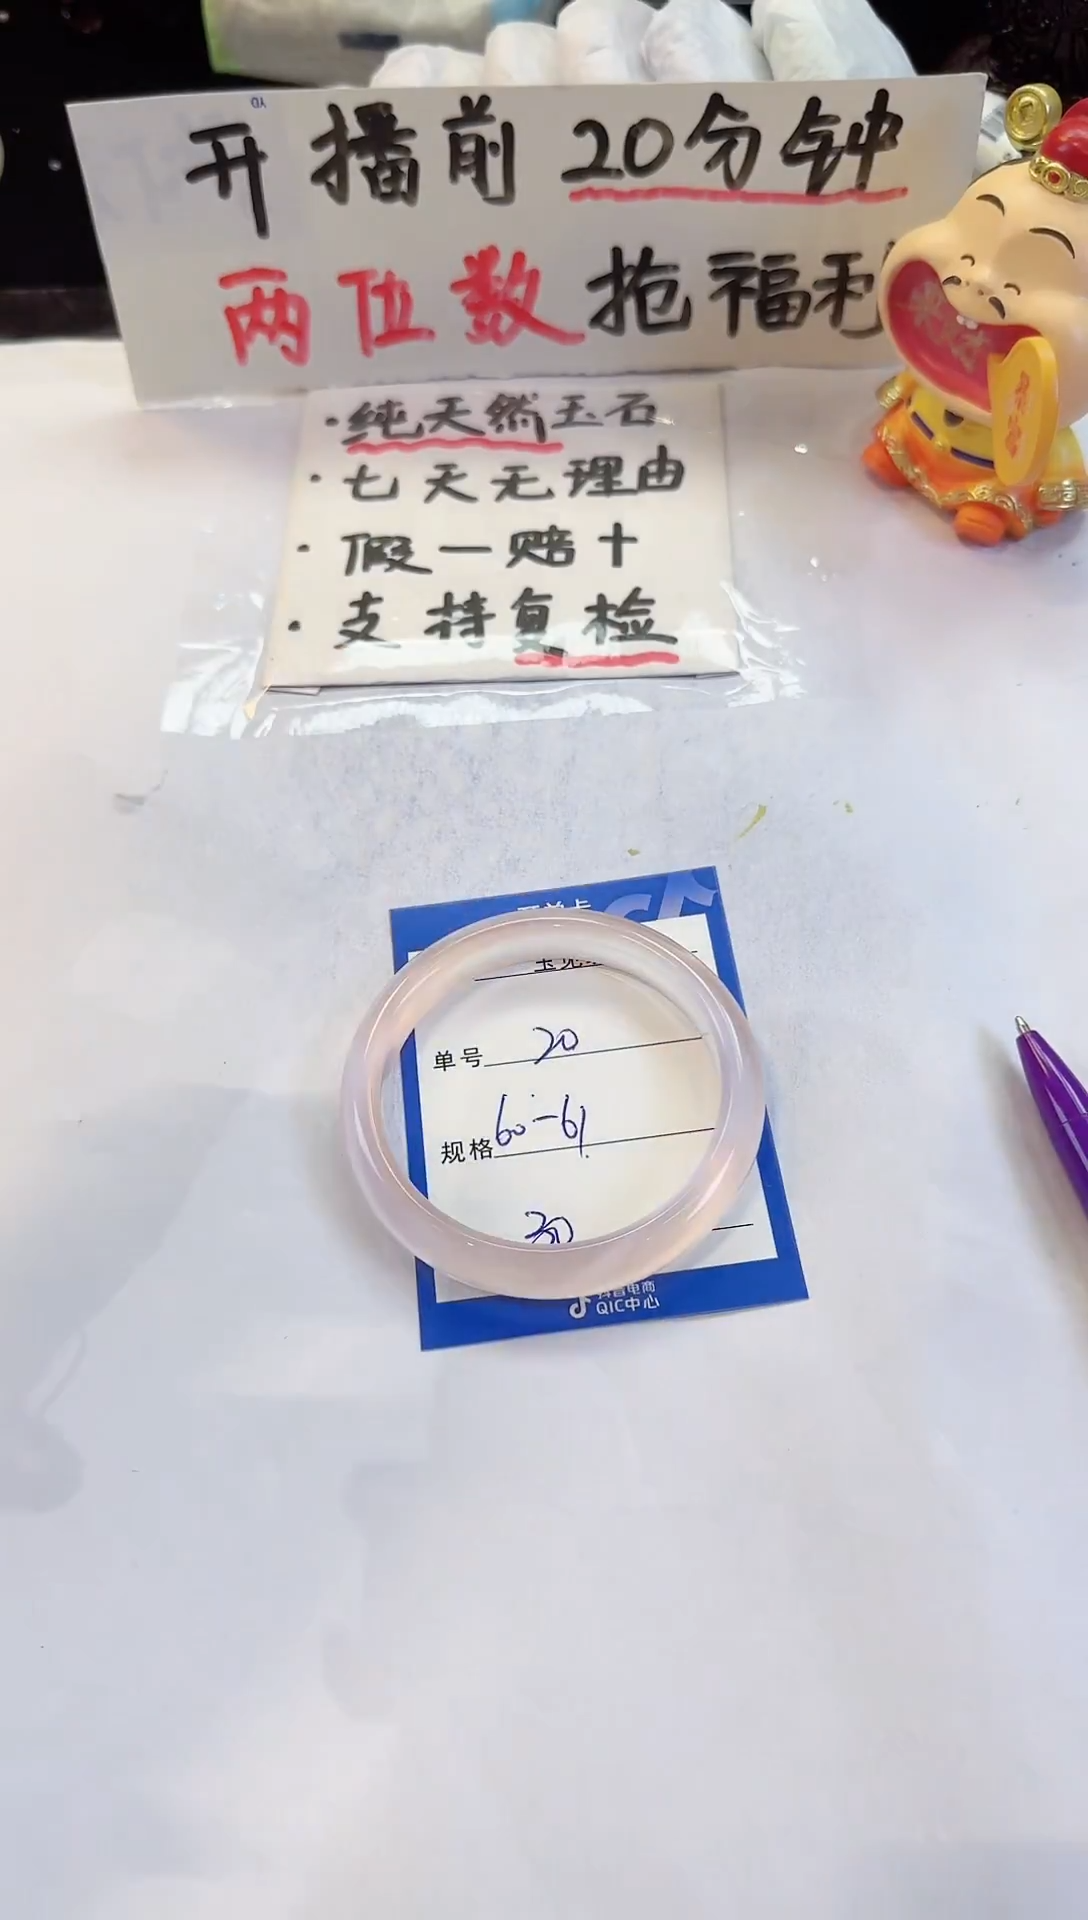 开播前20分钟
两位数抢福利
·纯天然玉石
·七天无理由
·假一赔十
·支持复检
单号 20
规格 60-61
30
抖音电商
QIC中心